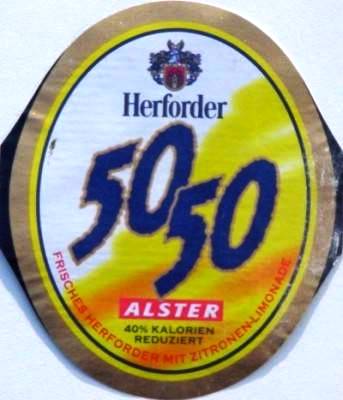 Herforder
50
50
ALSTER
40% KALORIEN
REDUZIERT
FRISCHES HERFORDER MIT ZITRONEN-LIMONADE